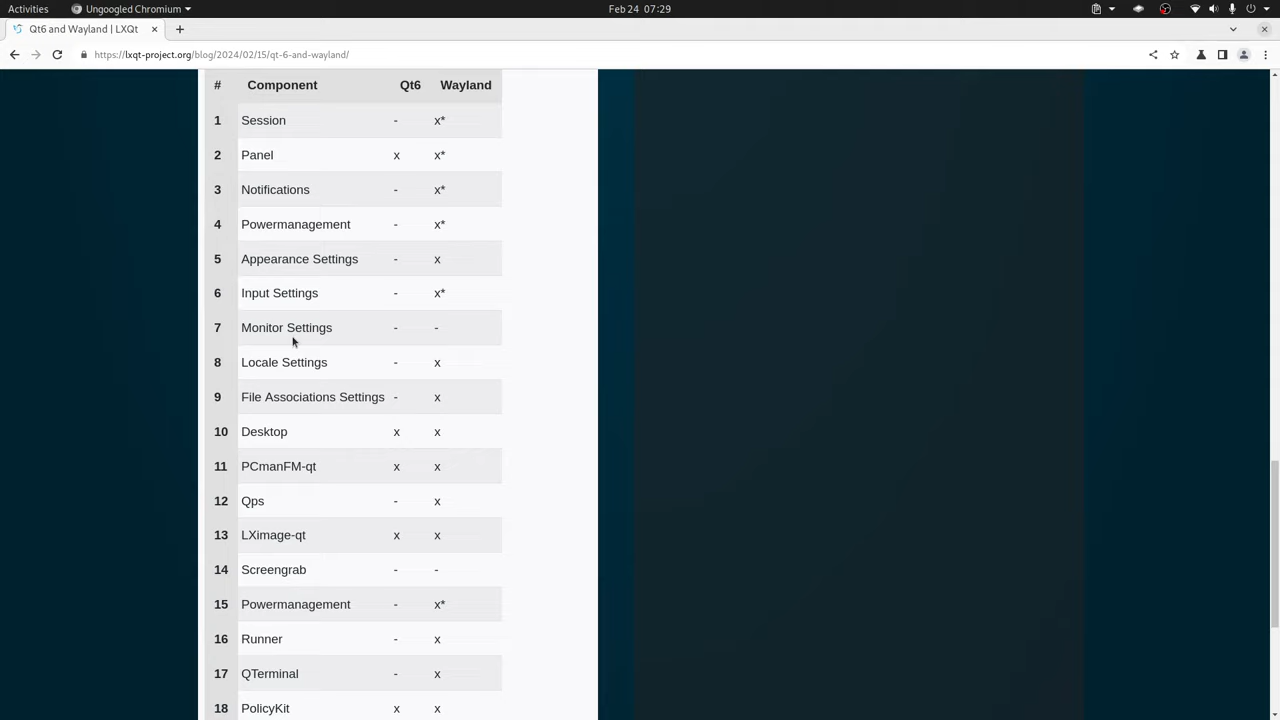 Activities Ungoogled Chromium Feb 24 07:29
Qt6 and Wayland | LXQt
https://lxqt-project.org/blog/2024/02/15/qt-6-and-wayland/
# Component Qt6 Wayland
1 Session - x*
2 Panel x x*
3 Notifications - x*
4 Powermanagement - x*
5 Appearance Settings - x
6 Input Settings - x*
7 Monitor Settings - -
8 Locale Settings - x
9 File Associations Settings - x
10 Desktop x x
11 PCmanFM-qt x x
12 Qps - x
13 LXimage-qt x x
14 Screengrab - -
15 Powermanagement - x*
16 Runner - x
17 QTerminal - x
18 PolicyKit x x